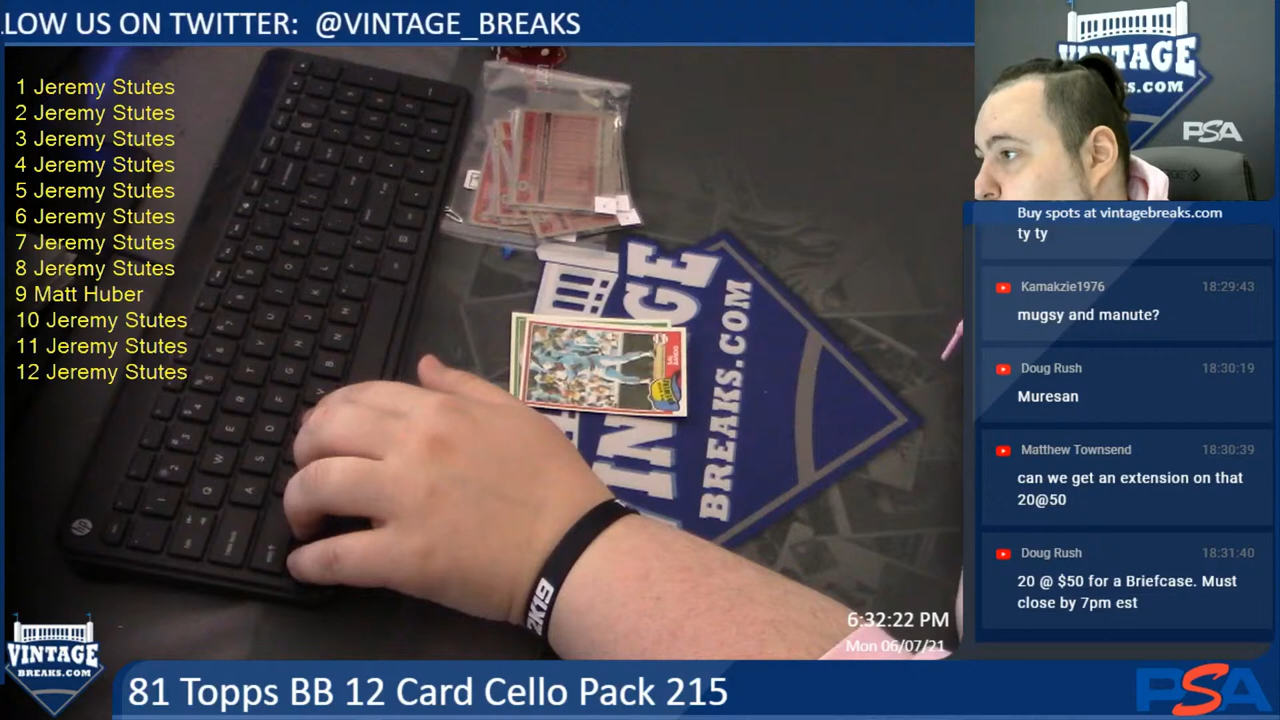 .LOW US ON TWITTER: @VINTAGE_BREAKS
1 Jeremy Stutes
2 Jeremy Stutes
3 Jeremy Stutes
4 Jeremy Stutes
5 Jeremy Stutes
6 Jeremy Stutes
7 Jeremy Stutes
8 Jeremy Stutes
9 Matt Huber
10 Jeremy Stutes
11 Jeremy Stutes
12 Jeremy Stutes
VINTAGE
BREAKS.COM
2K19
VINTAGE
S.COM
PSA
Buy spots at vintagebreaks.com
ty ty
Kamakzie1976 18:29:43
mugsy and manute?
Doug Rush 18:30:19
Muresan
Matthew Townsend 18:30:39
can we get an extension on that
20@50
Doug Rush 18:31:40
20 @ $50 for a Briefcase. Must
close by 7pm est
6:32:22 PM
Mon 06/07/21
VINTAGE
BREAKS.COM
81 Topps BB 12 Card Cello Pack 215
PSA